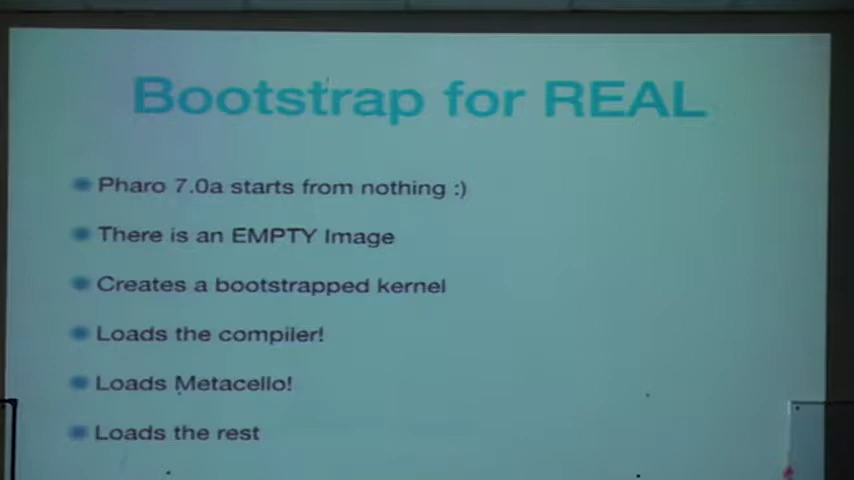 Bootstrap for REAL
Pharo 7.0a starts from nothing :)
There is an EMPTY Image
Creates a bootstrapped kernel
Loads the compiler!
Loads Metacello!
Loads the rest